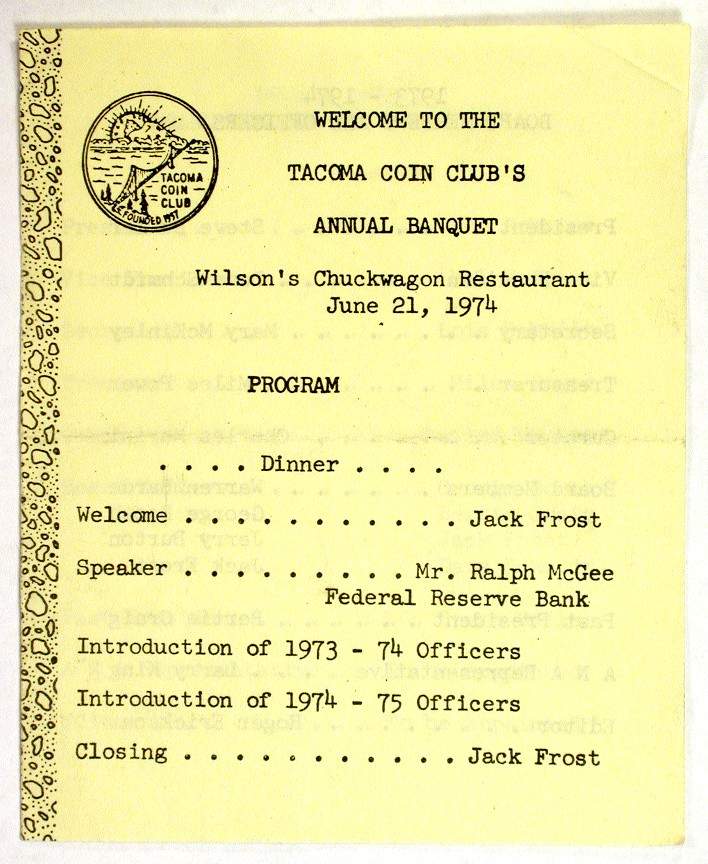 TACOMA
COIN
CLUB
FOUNDED 1957
WELCOME TO THE
TACOMA COIN CLUB'S
ANNUAL BANQUET
Wilson's Chuckwagon Restaurant
June 21, 1974
PROGRAM
. . . . Dinner . . . .
Welcome . . . . . . . . . . . Jack Frost
Speaker . . . . . . . . . Mr. Ralph McGee
Federal Reserve Bank
Introduction of 1973 - 74 Officers
Introduction of 1974 - 75 Officers
Closing . . . . . . . . . . . Jack Frost